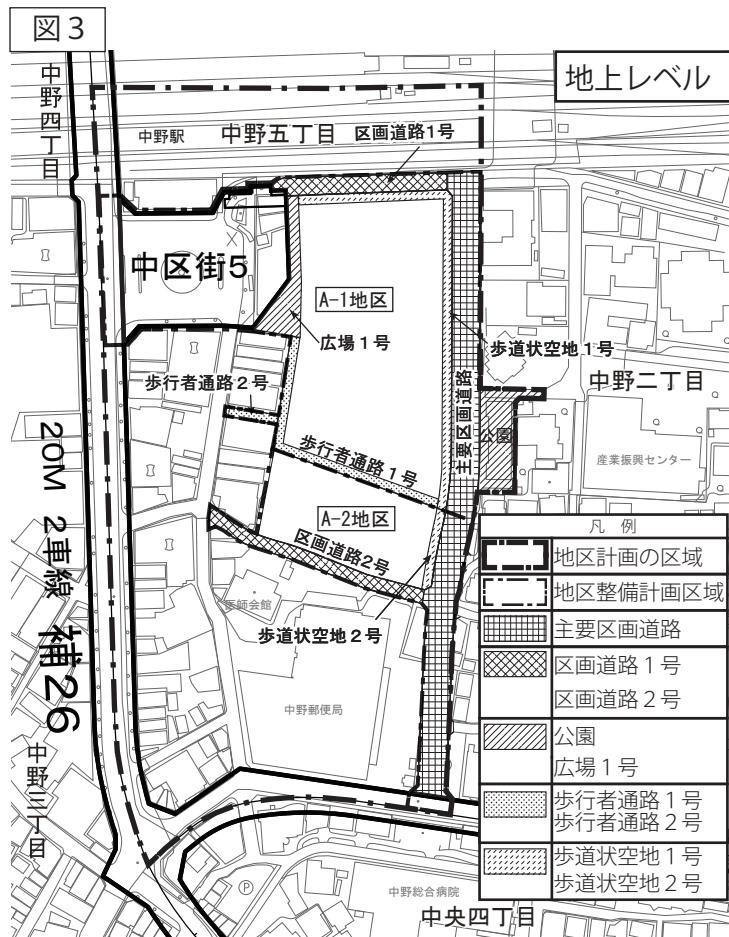 図3
地上レベル
中野四丁目
中野駅
中野五丁目
区画道路1号
中区街5
A-1地区
広場1号
歩道状空地1号
中野二丁目
歩行者通路2号
主要区画道路
公園
産業振興センター
歩行者通路1号
A-2地区
区画道路2号
20M 2車線 補26
医師会館
歩道状空地2号
中野郵便局
中野三丁目
中野総合病院
中央四丁目
P
凡 例
地区計画の区域
地区整備計画区域
主要区画道路
区画道路1号
区画道路2号
公園
広場1号
歩行者通路1号
歩行者通路2号
歩道状空地1号
歩道状空地2号